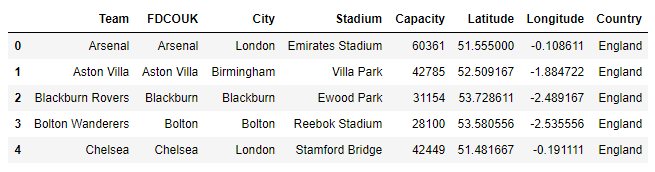 Team FDCOUK City Stadium Capacity Latitude Longitude Country
0 Arsenal Arsenal London Emirates Stadium 60361 51.555000 -0.108611 England
1 Aston Villa Aston Villa Birmingham Villa Park 42785 52.509167 -1.884722 England
2 Blackburn Rovers Blackburn Blackburn Ewood Park 31154 53.728611 -2.489167 England
3 Bolton Wanderers Bolton Bolton Reebok Stadium 28100 53.580556 -2.535556 England
4 Chelsea Chelsea London Stamford Bridge 42449 51.481667 -0.191111 England